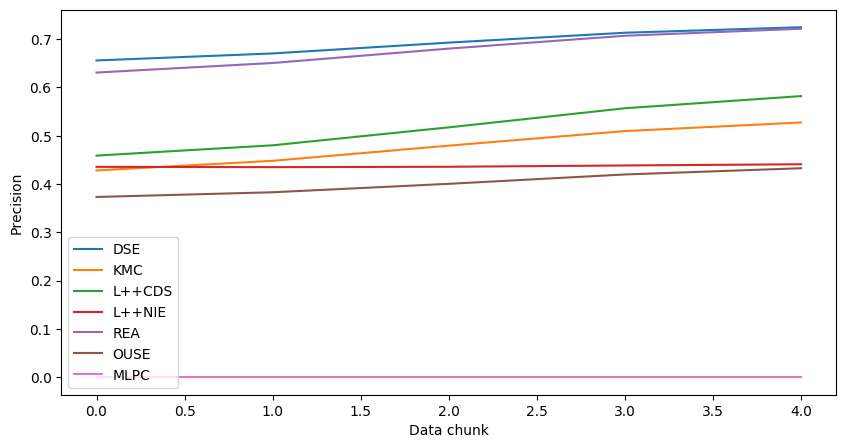 Precision
0.7
0.6
0.5
0.4
0.3
0.2
0.1
0.0
DSE
KMC
L++CDS
L++NIE
REA
OUSE
MLPC
0.0 0.5 1.0 1.5 2.0 2.5 3.0 3.5 4.0
Data chunk